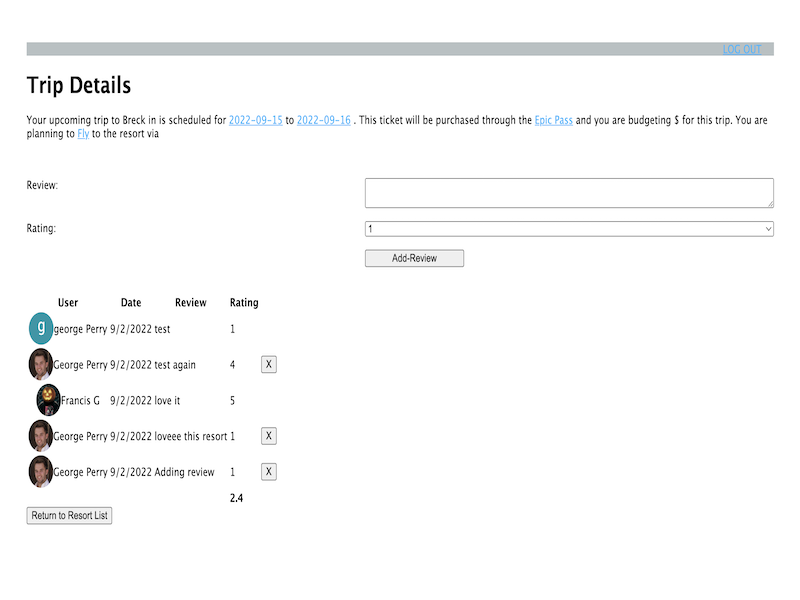 LOG OUT
Trip Details
Your upcoming trip to Breck in is scheduled for 2022-09-15 to 2022-09-16 . This ticket will be purchased through the Epic Pass and you are budgeting $ for this trip. You are
planning to Fly to the resort via
Review:
Rating: 1
Add-Review
User Date Review Rating
g george Perry 9/2/2022 test 1
George Perry 9/2/2022 test again 4 X
Francis G 9/2/2022 love it 5
George Perry 9/2/2022 loveee this resort 1 X
George Perry 9/2/2022 Adding review 1 X
2.4
Return to Resort List